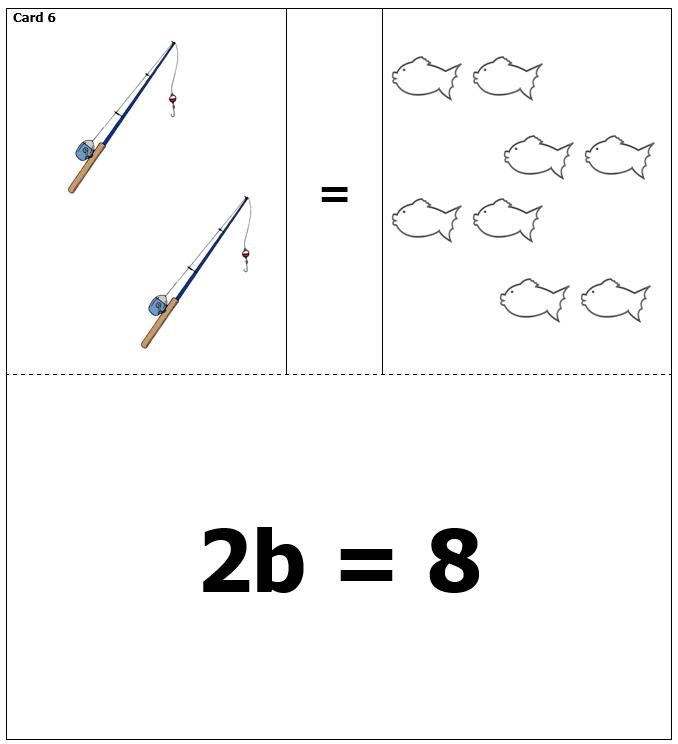 Card 6
=
2b = 8